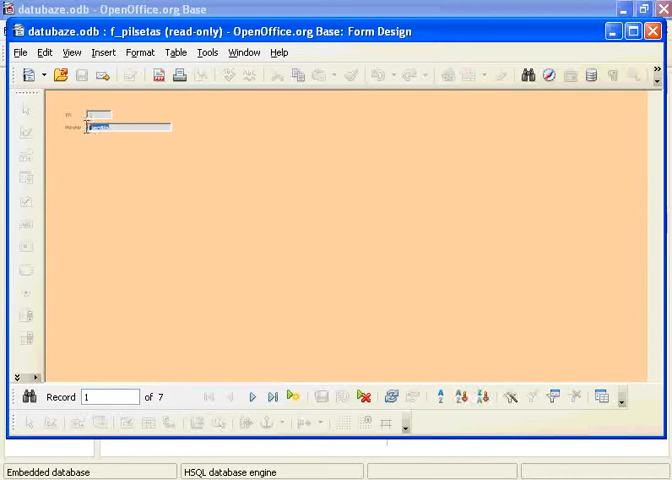 datubaze.odb - OpenOffice.org Base
datubaze.odb : f_pilsetas (read-only) - OpenOffice.org Base: Form Design
File Edit View Insert Format Table Tools Window Help
Record 1 of 7
Embedded database HSQL database engine